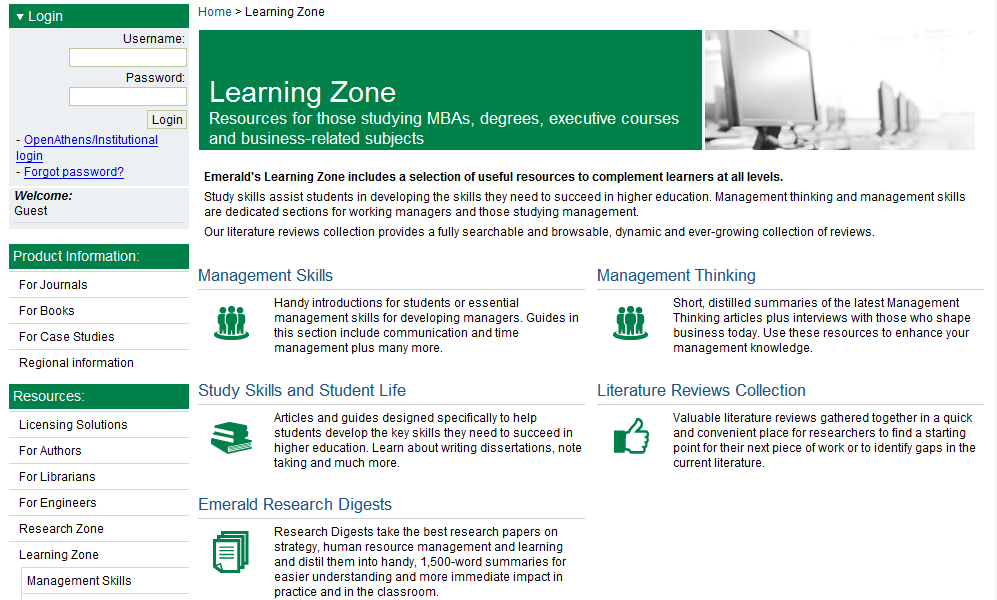 ▼ Login
Username:
Password:
Login
- OpenAthens/Institutional
login
- Forgot password?
Welcome:
Guest
Product Information:
For Journals
For Books
For Case Studies
Regional information
Resources:
Licensing Solutions
For Authors
For Librarians
For Engineers
Research Zone
Learning Zone
Management Skills
Home > Learning Zone
Learning Zone
Resources for those studying MBAs, degrees, executive courses
and business-related subjects
Emerald's Learning Zone includes a selection of useful resources to complement learners at all levels.
Study skills assist students in developing the skills they need to succeed in higher education. Management thinking and management skills
are dedicated sections for working managers and those studying management.
Our literature reviews collection provides a fully searchable and browsable, dynamic and ever-growing collection of reviews.
Management Skills
Handy introductions for students or essential
management skills for developing managers. Guides in
this section include communication and time
management plus many more.
Management Thinking
Short, distilled summaries of the latest Management
Thinking articles plus interviews with those who shape
business today. Use these resources to enhance your
management knowledge.
Study Skills and Student Life
Articles and guides designed specifically to help
students develop the key skills they need to succeed in
higher education. Learn about writing dissertations, note
taking and much more.
Literature Reviews Collection
Valuable literature reviews gathered together in a quick
and convenient place for researchers to find a starting
point for their next piece of work or to identify gaps in the
current literature.
Emerald Research Digests
Research Digests take the best research papers on
strategy, human resource management and learning
and distil them into handy, 1,500-word summaries for
easier understanding and more immediate impact in
practice and in the classroom.